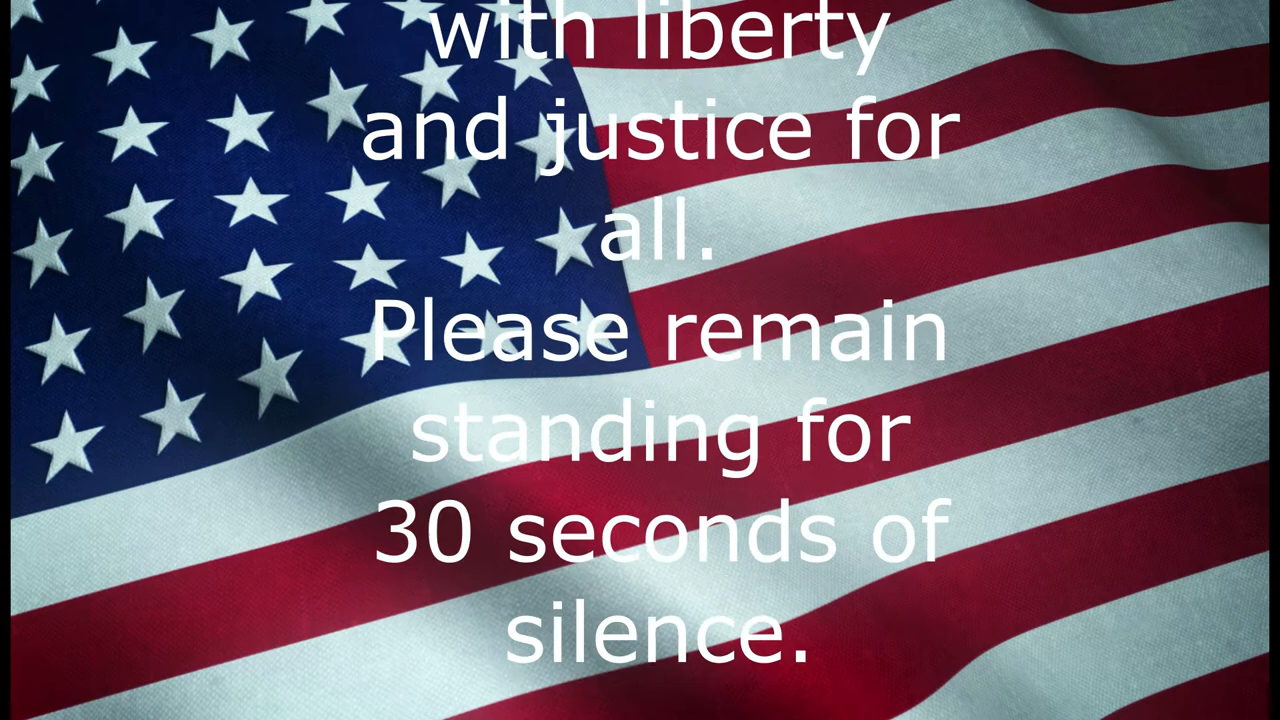 with liberty
and justice for
all.
Please remain
standing for
30 seconds of
silence.